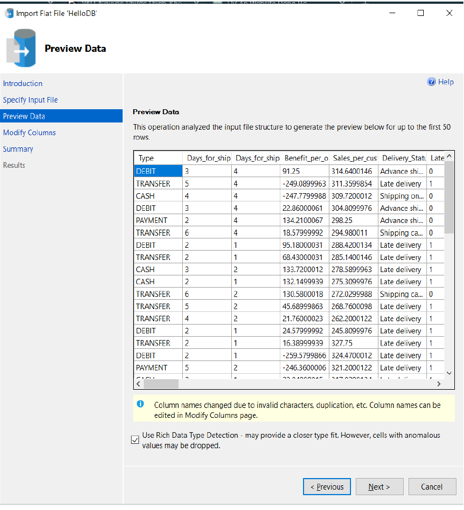 Import Flat File 'HelloDB'
Preview Data
Introduction
Specify Input File
Preview Data
Modify Columns
Summary
Results
Help
Preview Data
This operation analyzed the input file structure to generate the preview below for up to the first 50
rows.
Type Days_for_ship Days_for_ship Benefit_per_o Sales_per_cus Delivery_Stat. Late
DEBIT 3 4 91.25 314.6400146 Advance shi... 0
TRANSFER 5 4 -249.0899963 311.3599854 Late delivery 1
CASH 4 4 -247.7799988 309.7200012 Shipping on... 0
DEBIT 3 4 22.86000061 304.8099976 Advance shi... 0
PAYMENT 2 4 134.2100067 298.25 Advance shi... 0
TRANSFER 6 4 18.57999992 294.980011 Shipping ca... 0
DEBIT 2 1 95.18000031 288.4200134 Late delivery 1
TRANSFER 2 1 68.43000031 285.1400146 Late delivery 1
CASH 3 2 133.7200012 278.5899963 Late delivery 1
CASH 2 1 132.1499939 275.3099976 Late delivery 1
TRANSFER 6 2 130.5800018 272.0299988 Shipping ca... 0
TRANSFER 5 2 45.68999863 268.7600098 Late delivery 1
TRANSFER 4 2 21.76000023 262.2000122 Late delivery 1
DEBIT 2 1 24.57999992 245.8099976 Late delivery 1
TRANSFER 2 1 16.38999939 327.75 Late delivery 1
DEBIT 2 1 -259.5799866 324.4700012 Late delivery 1
PAYMENT 5 2 -246.3600006 321.2000122 Late delivery 1
Column names changed due to invalid characters, duplication, etc. Column names can be
edited in Modify Columns page.
Use Rich Data Type Detection - may provide a closer type fit. However, cells with anomalous
values may be dropped.
< Previous Next > Cancel